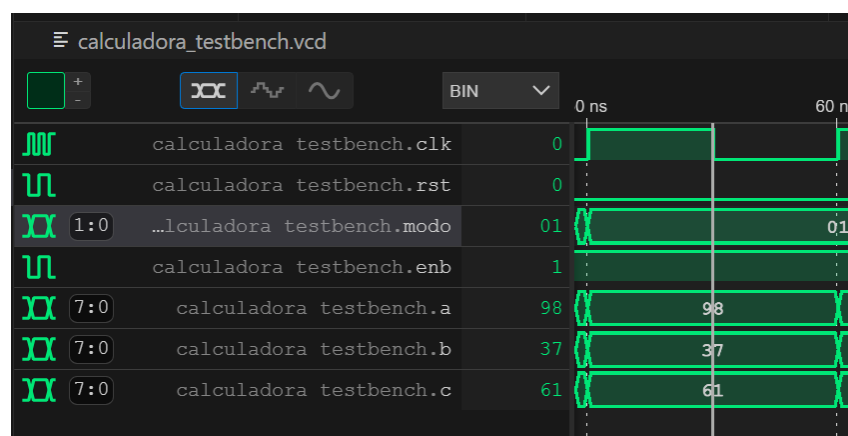 calculadora_testbench.vcd
+
-
BIN
0 ns
60 n
calculadora testbench.clk 0
calculadora testbench.rst 0
1:0 …lculadora testbench.modo 01 01
calculadora testbench.enb 1
7:0 calculadora testbench.a 98 98
7:0 calculadora testbench.b 37 37
7:0 calculadora testbench.c 61 61